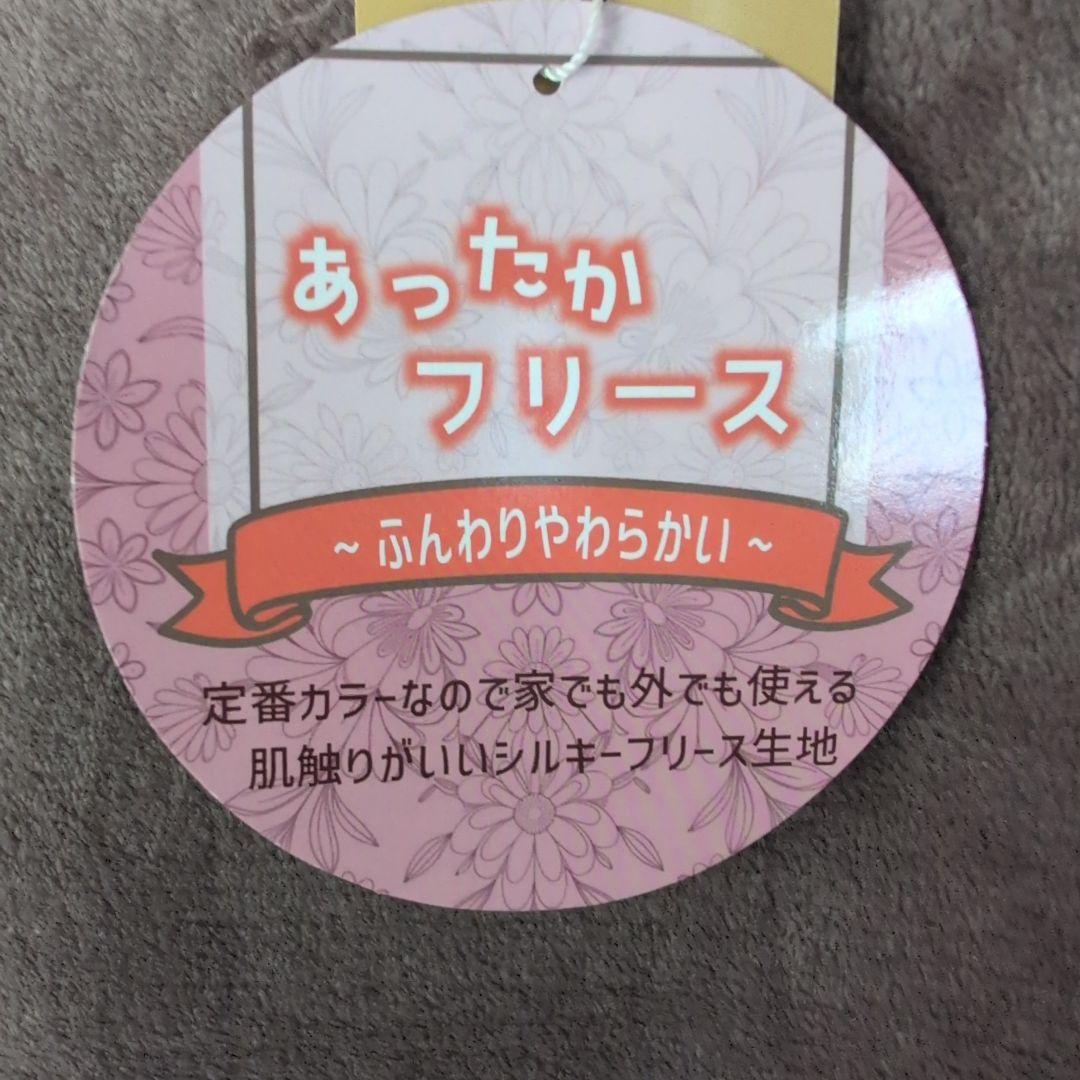 あったか
フリース
~ ふんわりやわらかい ~
定番カラーなので家でも外でも使える
肌触りがいいシルキーフリース生地